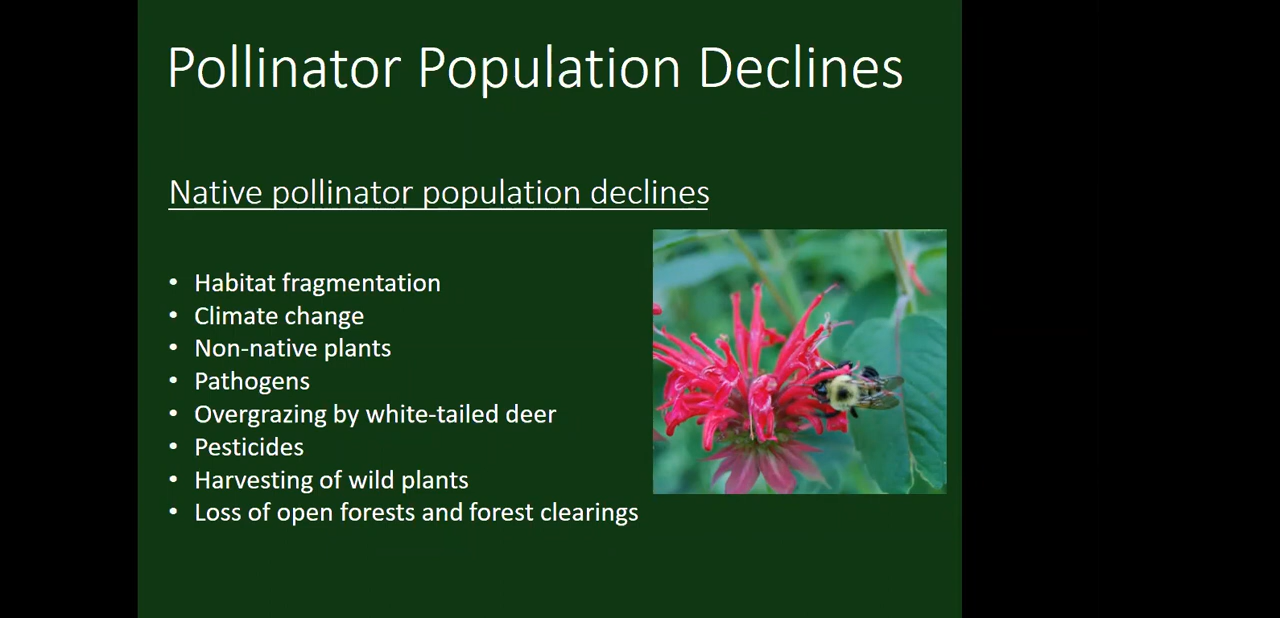 Pollinator Population Declines
Native pollinator population declines
• Habitat fragmentation
• Climate change
• Non-native plants
• Pathogens
• Overgrazing by white-tailed deer
• Pesticides
• Harvesting of wild plants
• Loss of open forests and forest clearings